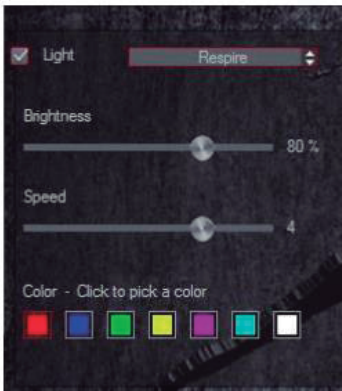 Light Respire
Brightness
80 %
Speed
4
Color - Click to pick a color